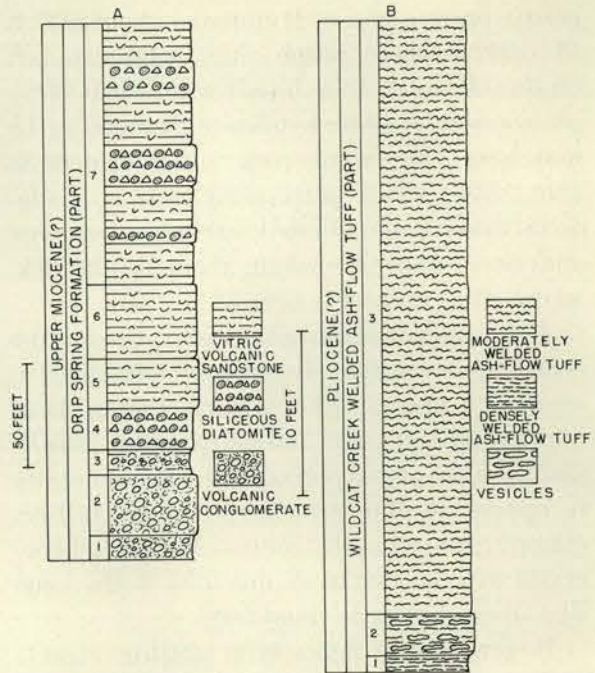 A
UPPER MIOCENE(?)
DRIP SPRING FORMATION (PART)
7
6
5
4
3
2
1
50 FEET
VITRIC
VOLCANIC
SANDSTONE
SILICEOUS
DIATOMITE
VOLCANIC
CONGLOMERATE
10 FEET
B
PLIOCENE(?)
WILDCAT CREEK WELDED ASH-FLOW TUFF (PART)
3
2
1
MODERATELY
WELDED
ASH-FLOW TUFF
DENSELY
WELDED
ASH-FLOW TUFF
VESICLES